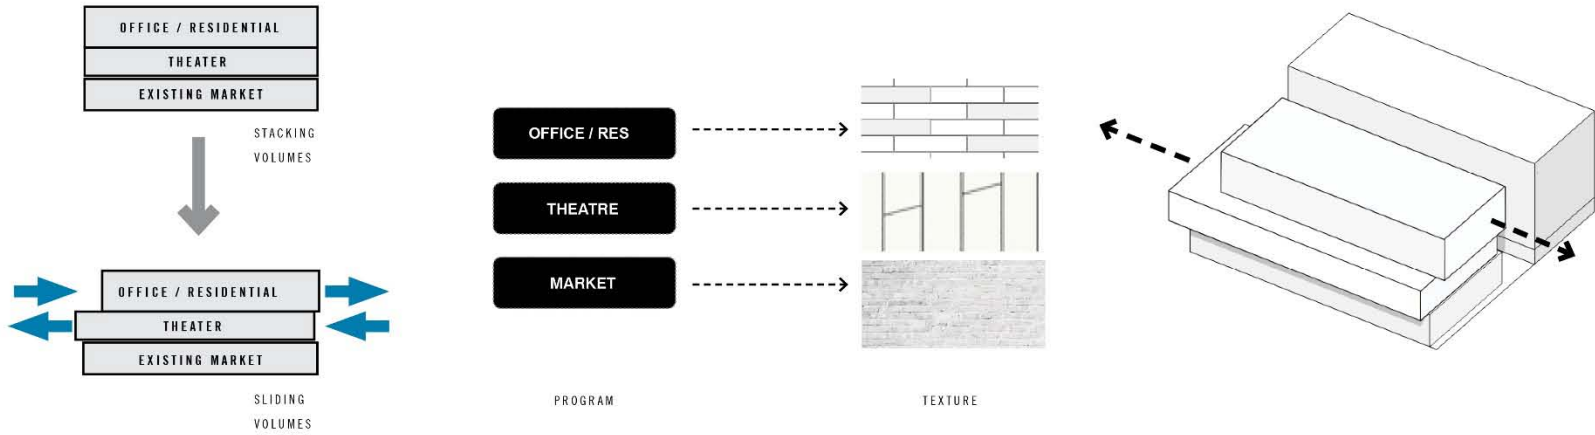 OFFICE / RESIDENTIAL
THEATER
EXISTING MARKET
STACKING
VOLUMES
OFFICE / RESIDENTIAL
THEATER
EXISTING MARKET
SLIDING
VOLUMES
OFFICE / RES
THEATRE
MARKET
PROGRAM
TEXTURE